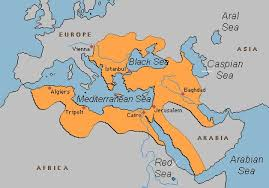 Aral
Sea
EUROPE
ASIA
Vienna
Black Sea
Istanbul
Caspian
Sea
Algiers
Baghdad
Mediterranean Sea
Tripoli
Jerusalem
Cairo
ARABIA
AFRICA
Red
Sea
Arabian
Sea